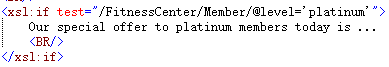 <xsl:if test="/FitnessCenter/Member/@level='platinum'">
Our special offer to platinum members today is ...
<BR/>
</xsl:if>